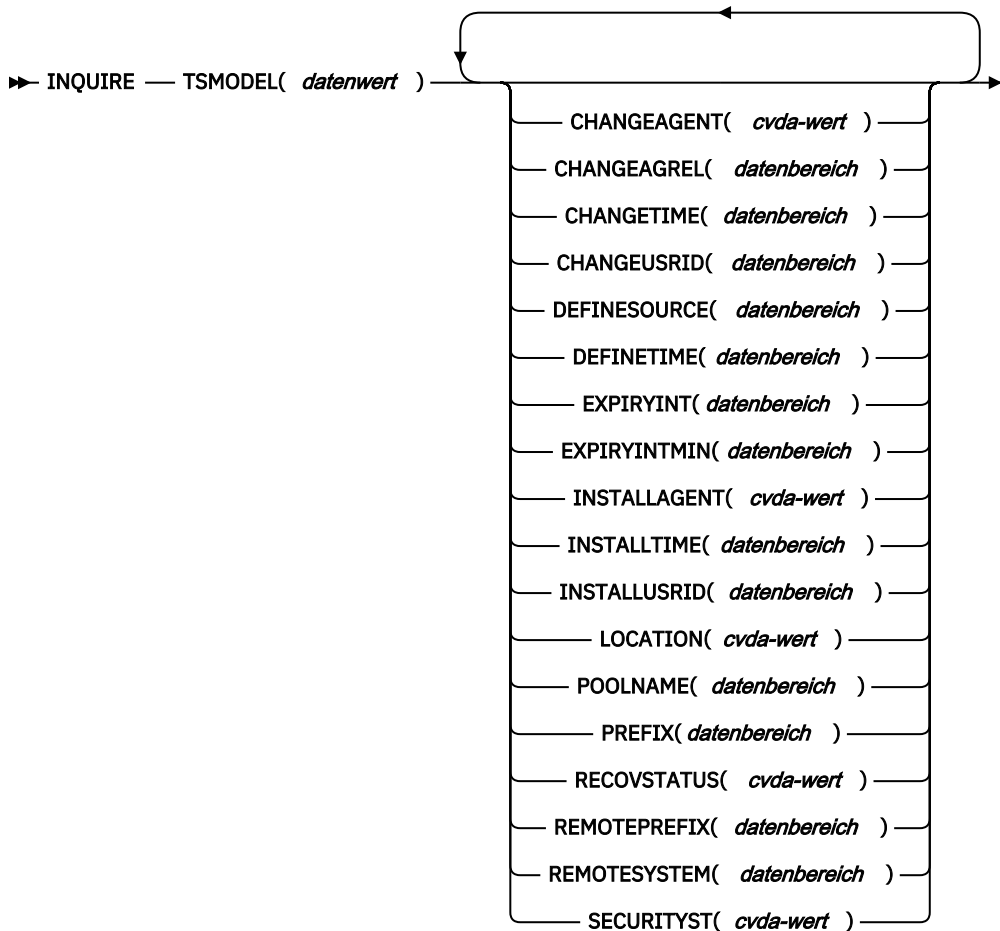 INQUIRE TSMODEL( datenwert )
CHANGEAGENT( cvda-wert )
CHANGEAGREL( datenbereich )
CHANGETIME( datenbereich )
CHANGEUSRID( datenbereich )
DEFINESOURCE( datenbereich )
DEFINETIME( datenbereich )
EXPIRYINT( datenbereich )
EXPIRYINTMIN( datenbereich )
INSTALLAGENT( cvda-wert )
INSTALLTIME( datenbereich )
INSTALLUSRID( datenbereich )
LOCATION( cvda-wert )
POOLNAME( datenbereich )
PREFIX( datenbereich )
RECOVSTATUS( cvda-wert )
REMOTEPREFIX( datenbereich )
REMOTESYSTEM( datenbereich )
SECURITYST( cvda-wert )